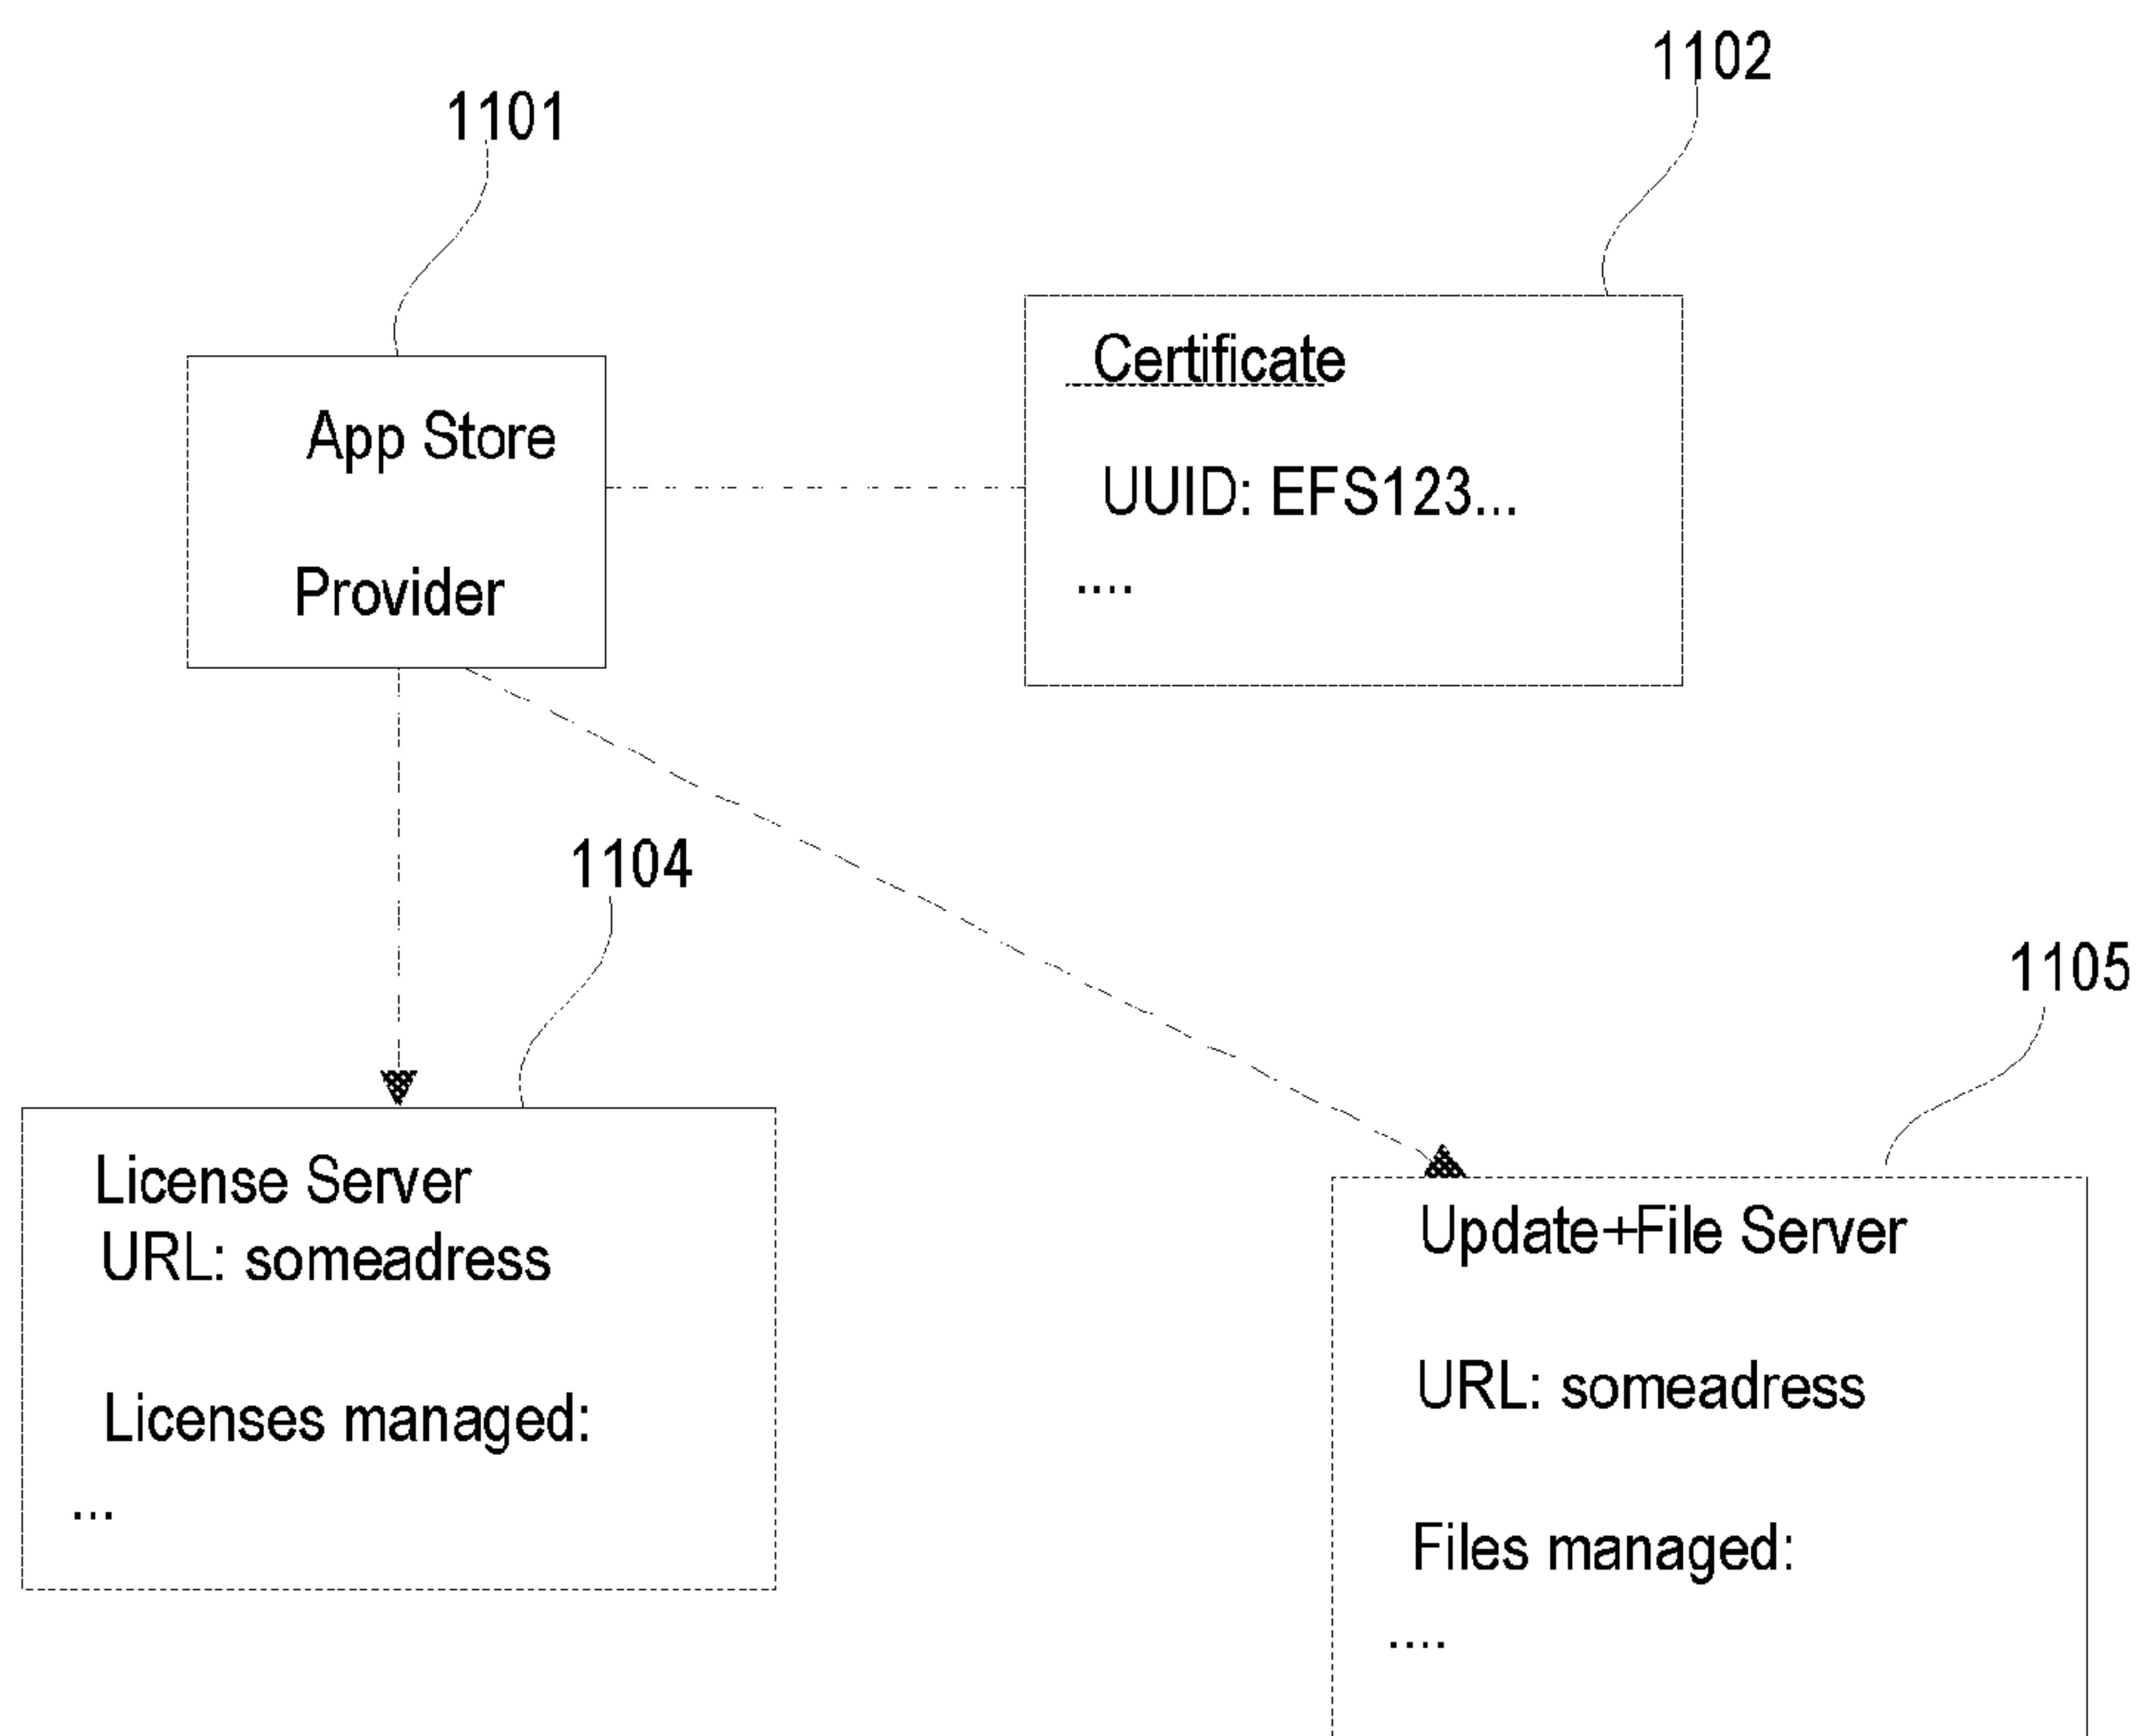 1102
1101
Certificate
App Store
UUID: EFS123...
Provider
....
1104
1105
License Server
Update+File Server
URL: someadress
URL: someadress
Licenses managed:
...
Files managed:
....